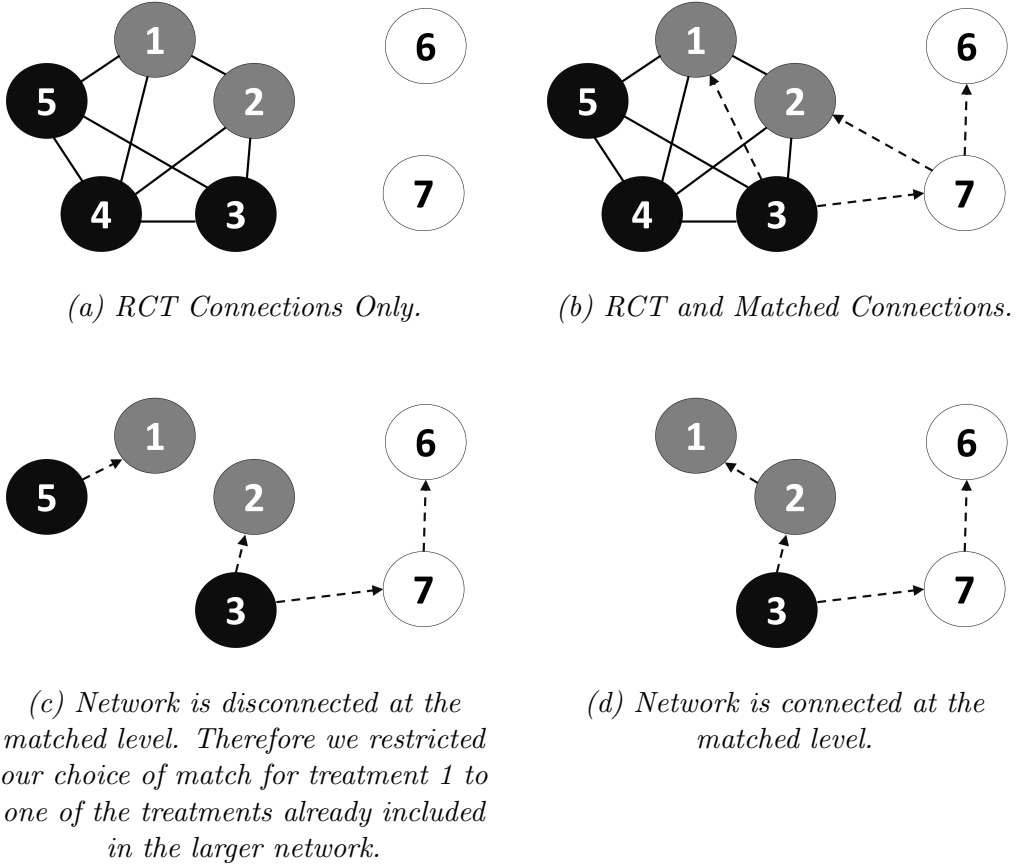 1
6
5
2
7
4
3
1
6
5
2
7
4
3
(a) RCT Connections Only.
(b) RCT and Matched Connections.
1
6
5
2
7
3
1
6
2
7
3
(c) Network is disconnected at the
matched level. Therefore we restricted
our choice of match for treatment 1 to
one of the treatments already included
in the larger network.
(d) Network is connected at the
matched level.